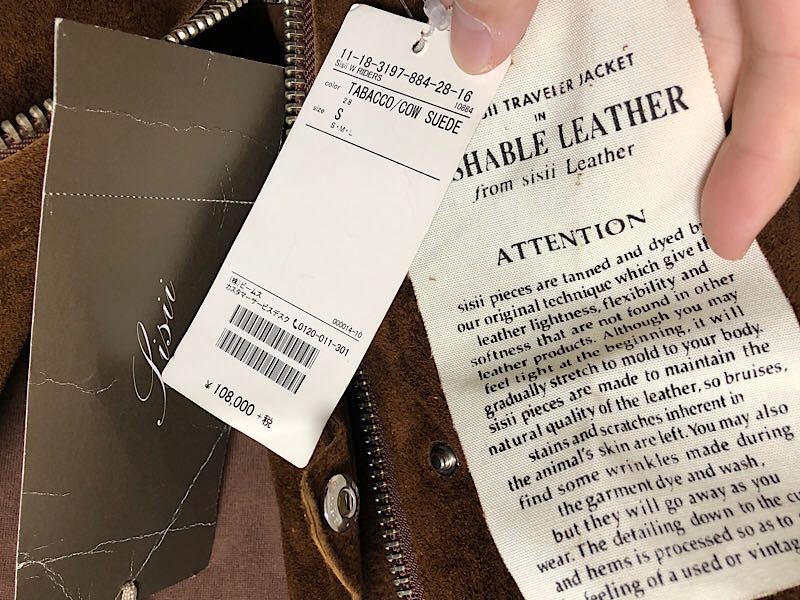 Sisii
11-18-3197-884-28-16
Sisii W RIDERS
10884
color TABACCO/COW SUEDE
28
size S
S・M・L
(株)ビームス
カスタマーサービスデスク 0120-011-301
000014-10
¥108,000 +税
TRAVELER JACKET
IN
SHABLE LEATHER
from sisii Leather
ATTENTION
sisii pieces are tanned and dyed by
our original technique which give
leather lightness, flexibility and
softness that are not found in other
leather products. Although you may
feel tight at the beginning, it will
gradually stretch to mold to your body.
sisii pieces are made to maintain the
natural quality of the leather, so bruises,
stains and scratches inherent in
the animal's skin are left. You may also
find some wrinkles made during
the garment dye and wash,
but they will go away as you
wear. The detailing down to the
and hems is processed so as to
feeling of a used or vintag